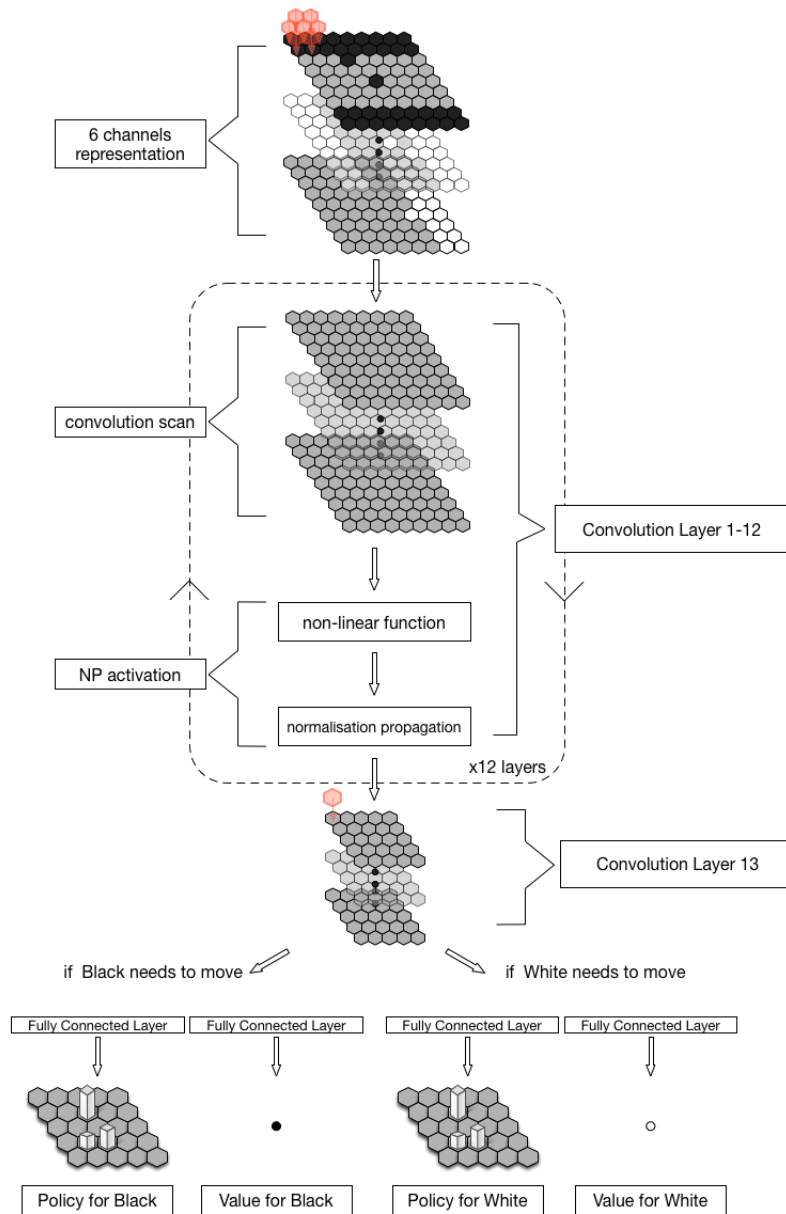 6 channels
representation
convolution scan
Convolution Layer 1-12
non-linear function
NP activation
normalisation propagation
x12 layers
Convolution Layer 13
if Black needs to move
if White needs to move
Fully Connected Layer
Fully Connected Layer
Fully Connected Layer
Fully Connected Layer
Policy for Black
Value for Black
Policy for White
Value for White